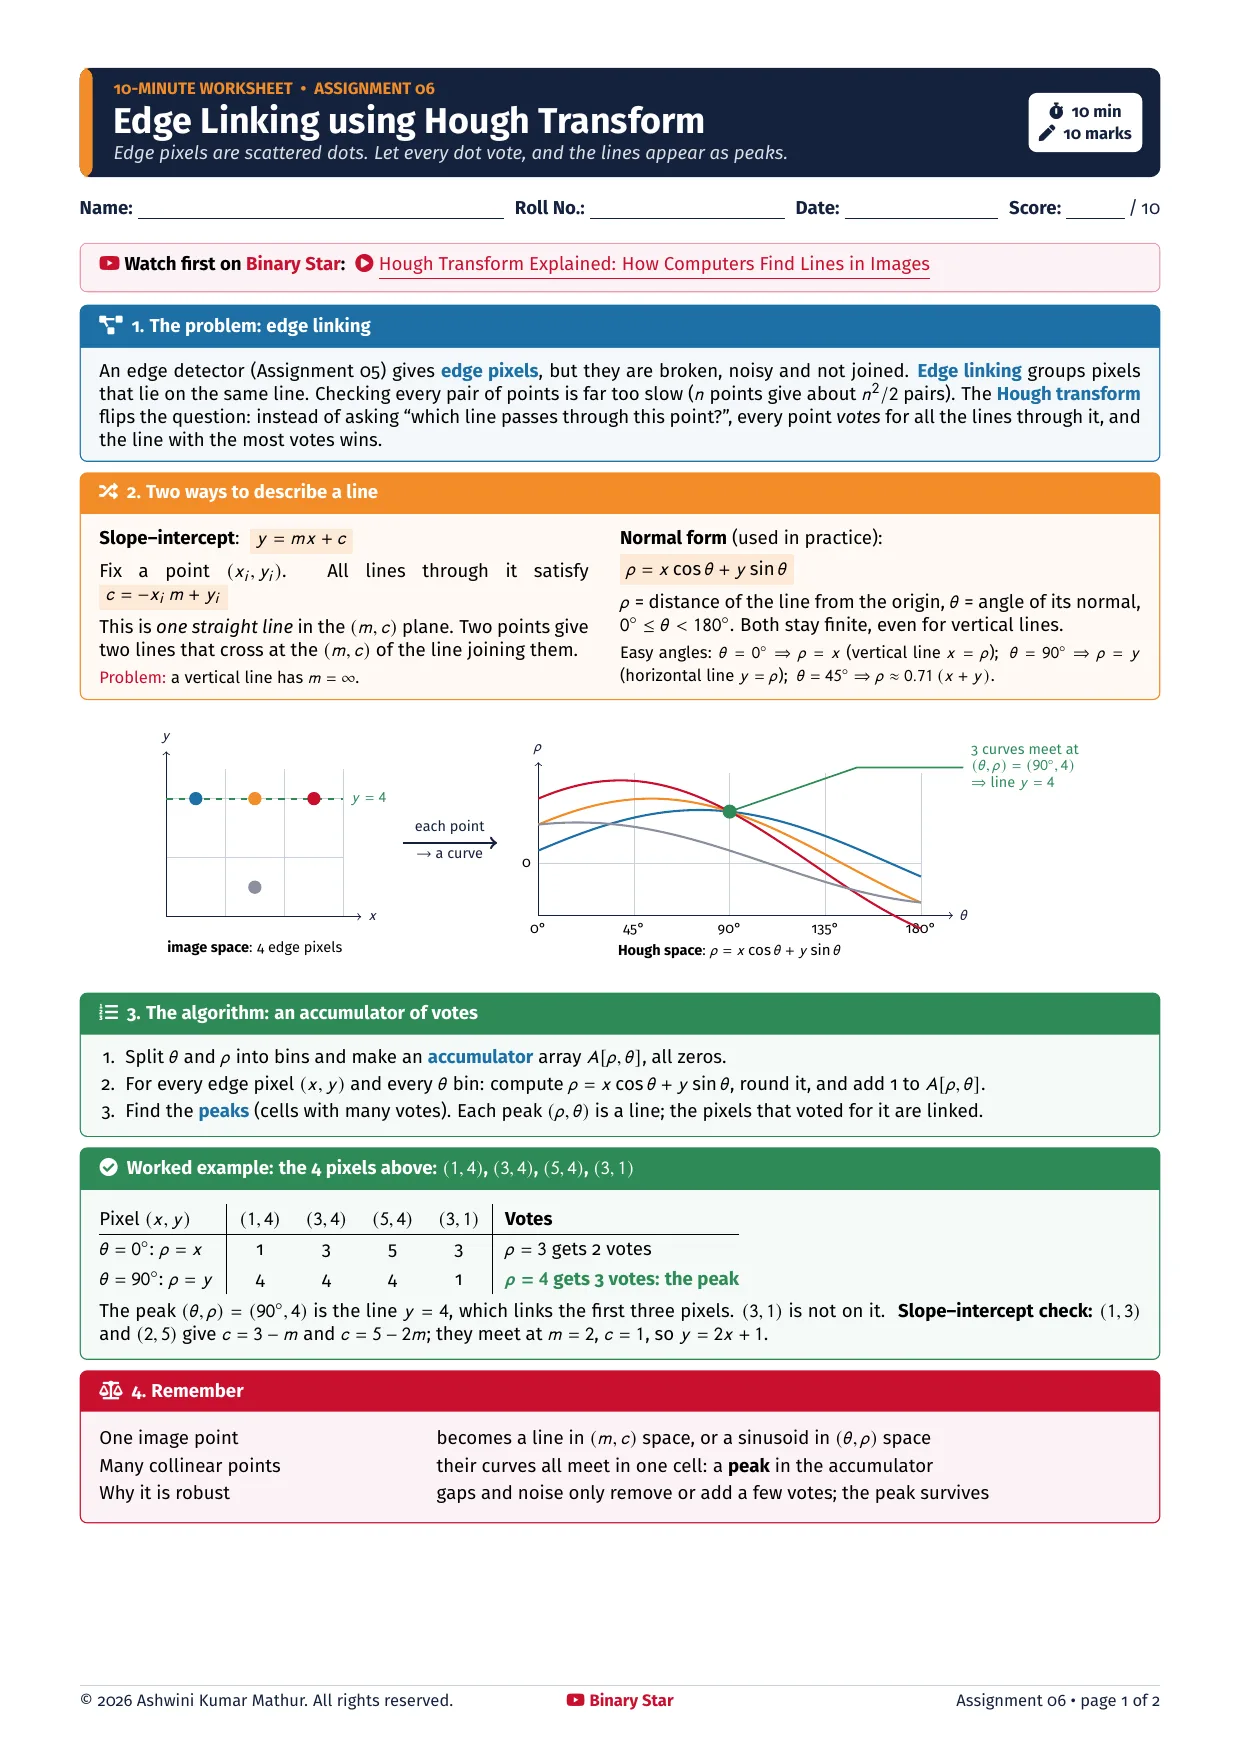 10-MINUTE WORKSHEET • ASSIGNMENT 06
Edge Linking using Hough Transform
Edge pixels are scattered dots. Let every dot vote, and the lines appear as peaks.
10 min
10 marks
Name: Roll No.: Date: Score: / 10
Watch first on Binary Star: Hough Transform Explained: How Computers Find Lines in Images
1. The problem: edge linking
An edge detector (Assignment 05) gives edge pixels, but they are broken, noisy and not joined. Edge linking groups pixels
that lie on the same line. Checking every pair of points is far too slow (n points give about n²/2 pairs). The Hough transform
flips the question: instead of asking “which line passes through this point?”, every point votes for all the lines through it, and
the line with the most votes wins.
2. Two ways to describe a line
Slope–intercept: y = mx + c
Fix a point (xᵢ, yᵢ). All lines through it satisfy
c = −xᵢ m + yᵢ
This is one straight line in the (m, c) plane. Two points give
two lines that cross at the (m, c) of the line joining them.
Problem: a vertical line has m = ∞.
Normal form (used in practice):
ρ = x cos θ + y sin θ
ρ = distance of the line from the origin, θ = angle of its normal,
0° ≤ θ < 180°. Both stay finite, even for vertical lines.
Easy angles: θ = 0° ⇒ ρ = x (vertical line x = ρ); θ = 90° ⇒ ρ = y
(horizontal line y = ρ); θ = 45° ⇒ ρ ≈ 0.71 (x + y).
y
y = 4
x
image space: 4 edge pixels
each point
→ a curve
ρ
3 curves meet at
(θ, ρ) = (90°, 4)
⇒ line y = 4
0
θ
0° 45° 90° 135° 180°
Hough space: ρ = x cos θ + y sin θ
3. The algorithm: an accumulator of votes
1. Split θ and ρ into bins and make an accumulator array A[ρ, θ], all zeros.
2. For every edge pixel (x, y) and every θ bin: compute ρ = x cos θ + y sin θ, round it, and add 1 to A[ρ, θ].
3. Find the peaks (cells with many votes). Each peak (ρ, θ) is a line; the pixels that voted for it are linked.
Worked example: the 4 pixels above: (1, 4), (3, 4), (5, 4), (3, 1)
Pixel (x, y) (1, 4) (3, 4) (5, 4) (3, 1) Votes
θ = 0°: ρ = x 1 3 5 3 ρ = 3 gets 2 votes
θ = 90°: ρ = y 4 4 4 1 ρ = 4 gets 3 votes: the peak
The peak (θ, ρ) = (90°, 4) is the line y = 4, which links the first three pixels. (3, 1) is not on it. Slope–intercept check: (1, 3)
and (2, 5) give c = 3 − m and c = 5 − 2m; they meet at m = 2, c = 1, so y = 2x + 1.
4. Remember
One image point becomes a line in (m, c) space, or a sinusoid in (θ, ρ) space
Many collinear points their curves all meet in one cell: a peak in the accumulator
Why it is robust gaps and noise only remove or add a few votes; the peak survives
© 2026 Ashwini Kumar Mathur. All rights reserved. Binary Star Assignment 06 • page 1 of 2